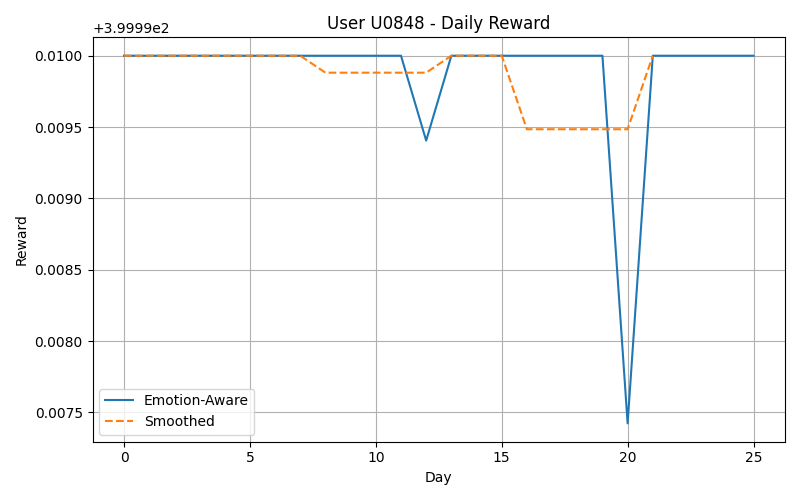 User U0848 - Daily Reward
+3.9999e2
0.0100
0.0095
0.0090
0.0085
0.0080
0.0075
Reward
Emotion-Aware
Smoothed
0 5 10 15 20 25
Day